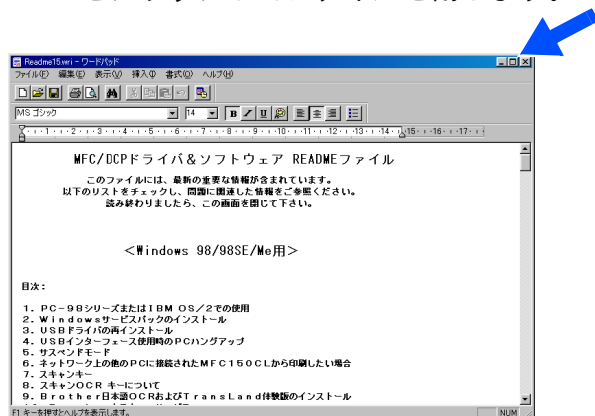 Readme15.wri - ワードパッド
ファイル(F) 編集(E) 表示(V) 挿入(I) 書式(O) ヘルプ(H)
MS ゴシック 14 B I U
1 2 3 4 5 6 7 8 9 10 11 12 13 14 15 16 17
MFC/DCPドライバ&ソフトウェア READMEファイル
このファイルには、最新の重要な情報が含まれています。
以下のリストをチェックし、問題に関連した情報をご参照ください。
読み終わりましたら、この画面を閉じて下さい。
<Windows 98/98SE/Me用>
目次:
1. PC-98シリーズまたはIBM OS/2での使用
2. Windowsサービスパックのインストール
3. USBドライバの再インストール
4. USBインターフェース使用時のPCハングアップ
5. サスペンドモード
6. ネットワーク上の他のPCに接続されたMFC150CLから印刷したい場合
7. スキャンキー
8. スキャンOCR キーについて
9. Brother日本語OCRおよびTransLand体験版のインストール
F1 キーを押すとヘルプを表示します。 NUM